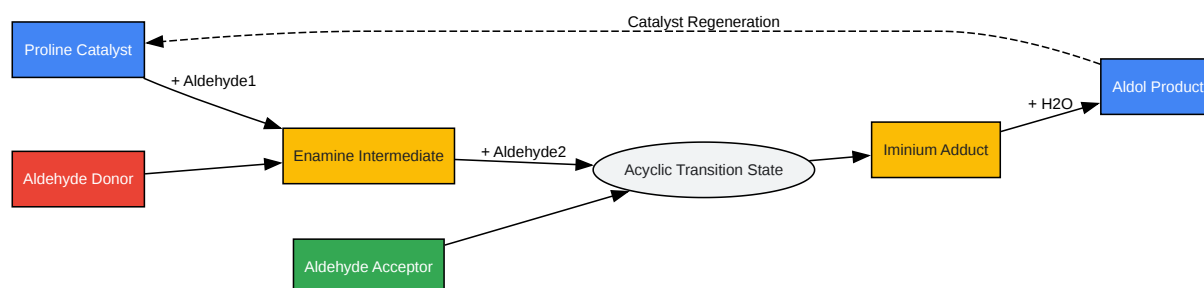 Catalyst Regeneration
Proline Catalyst
+ Aldehyde1
Aldol Product
+ H2O
Enamine Intermediate
+ Aldehyde2
Acyclic Transition State
Iminium Adduct
Aldehyde Donor
Aldehyde Acceptor